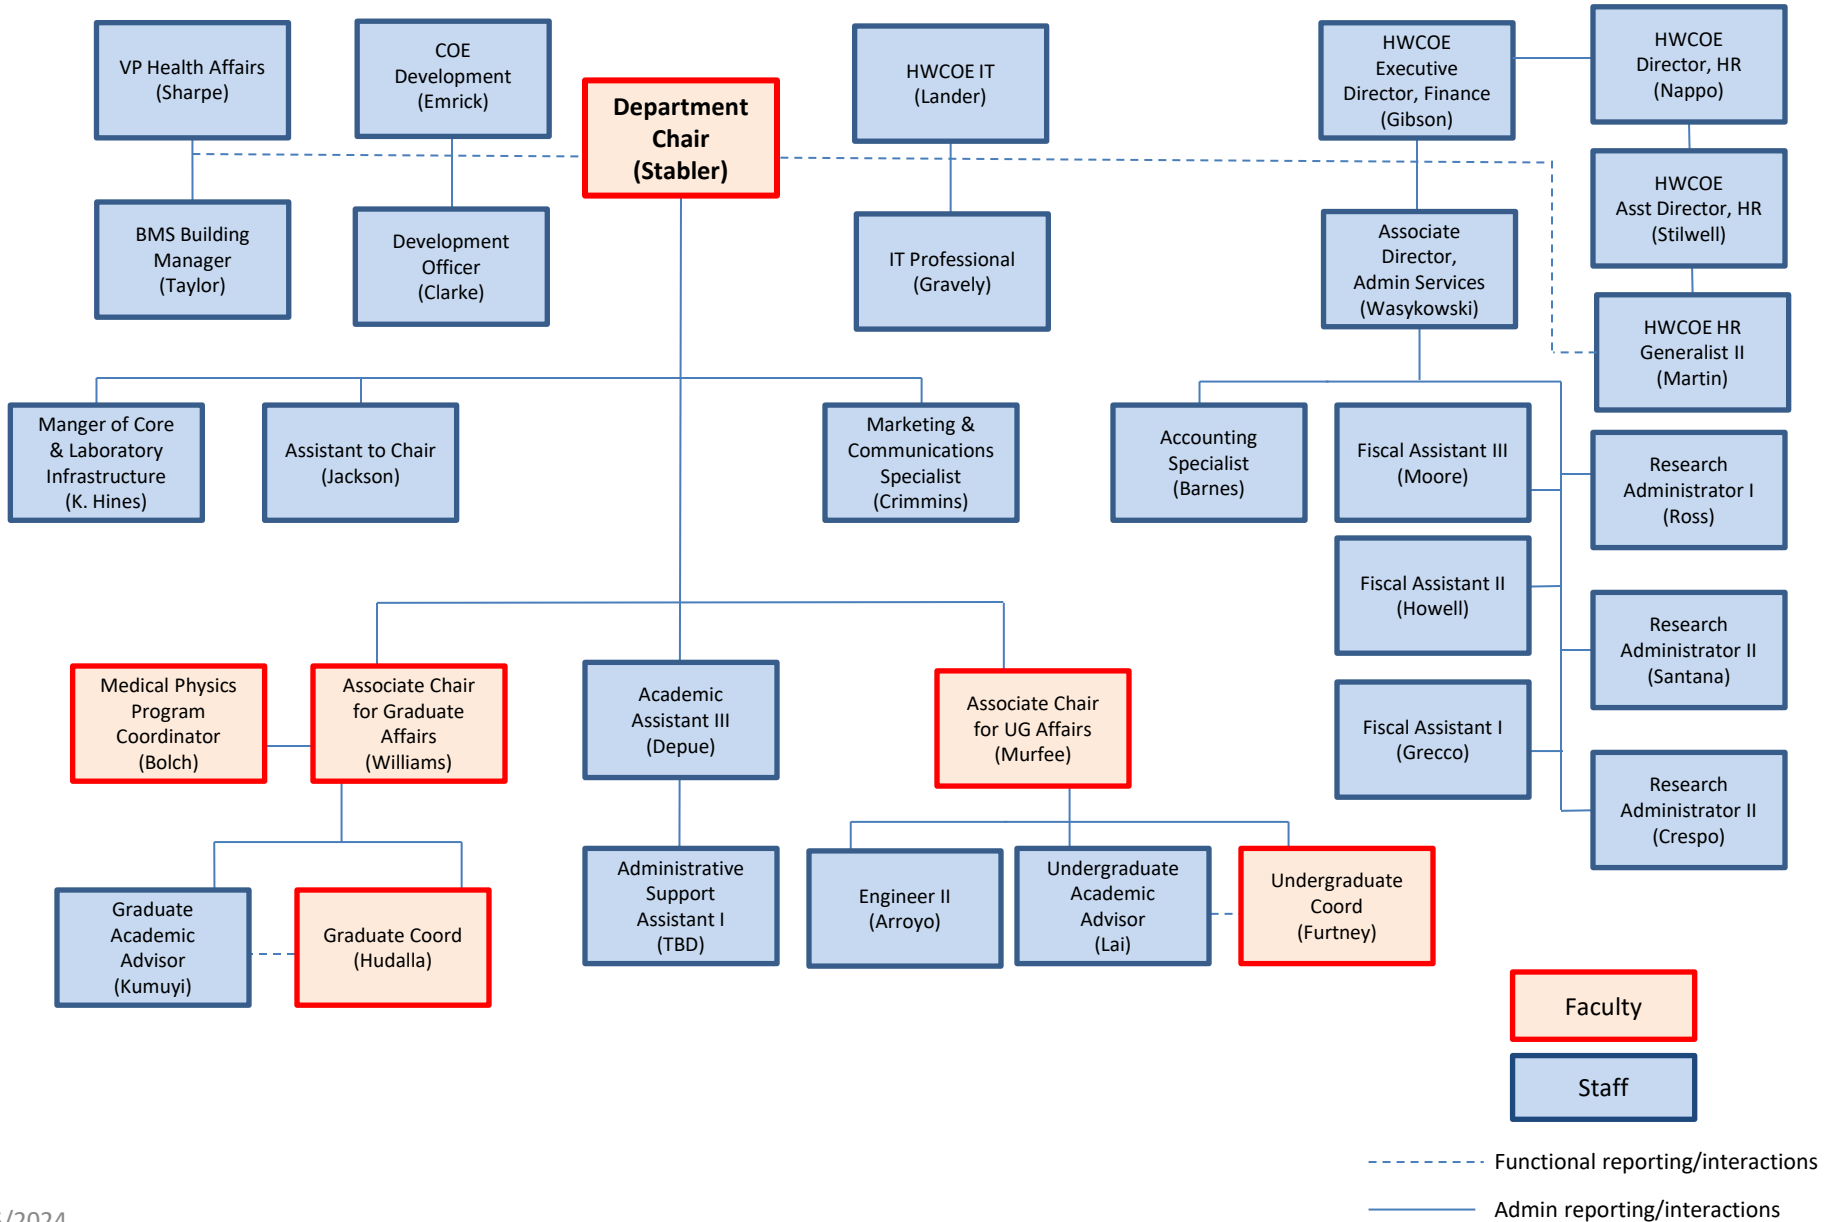 VP Health Affairs
(Sharpe)
COE
Development
(Emrick)
Department
Chair
(Stabler)
HWCOE IT
(Lander)
HWCOE
Executive
Director, Finance
(Gibson)
HWCOE
Director, HR
(Nappo)
BMS Building
Manager
(Taylor)
Development
Officer
(Clarke)
IT Professional
(Gravely)
Associate
Director,
Admin Services
(Wasykowski)
HWCOE
Asst Director, HR
(Stilwell)
HWCOE HR
Generalist II
(Martin)
Manger of Core
& Laboratory
Infrastructure
(K. Hines)
Assistant to Chair
(Jackson)
Marketing &
Communications
Specialist
(Crimmins)
Accounting
Specialist
(Barnes)
Fiscal Assistant III
(Moore)
Research
Administrator I
(Ross)
Fiscal Assistant II
(Howell)
Research
Administrator II
(Santana)
Fiscal Assistant I
(Grecco)
Research
Administrator II
(Crespo)
Medical Physics
Program
Coordinator
(Bolch)
Associate Chair
for Graduate
Affairs
(Williams)
Academic
Assistant III
(Depue)
Associate Chair
for UG Affairs
(Murfee)
Graduate
Academic
Advisor
(Kumuyi)
Graduate Coord
(Hudalla)
Administrative
Support
Assistant I
(TBD)
Engineer II
(Arroyo)
Undergraduate
Academic
Advisor
(Lai)
Undergraduate
Coord
(Furtney)
Faculty
Staff
Functional reporting/interactions
Admin reporting/interactions
/2024